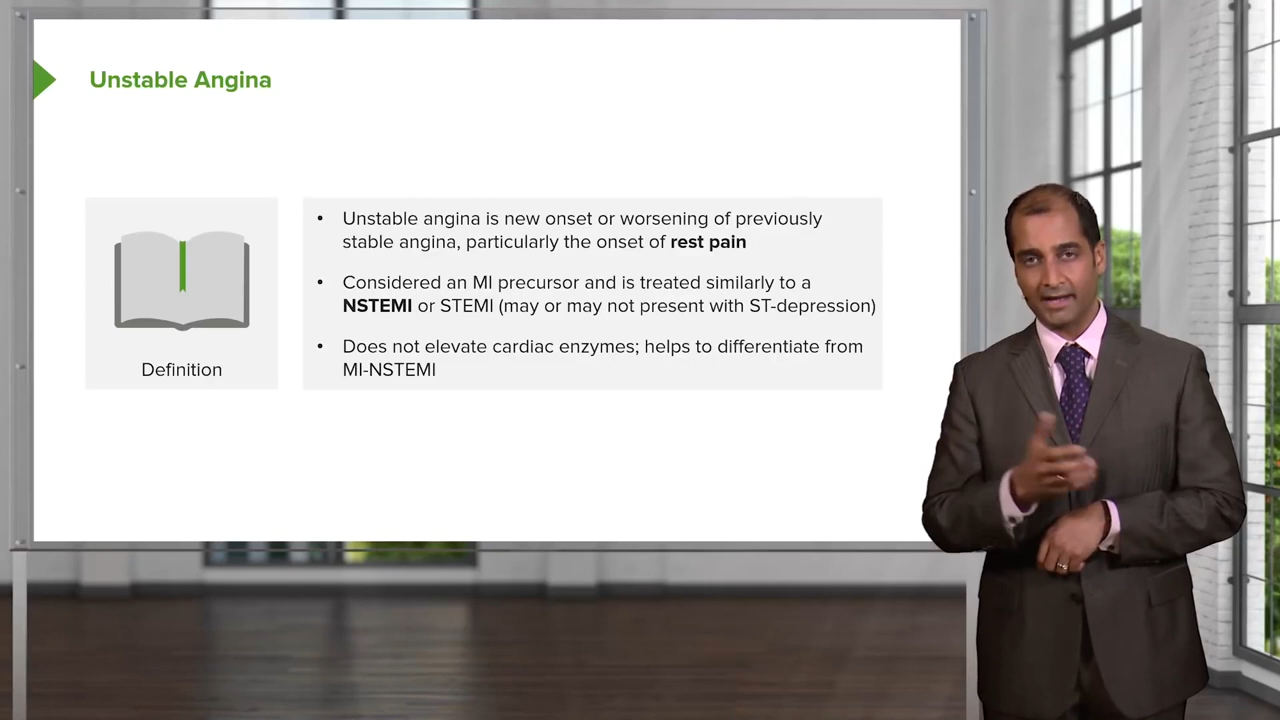 Unstable Angina
• Unstable angina is new onset or worsening of previously
stable angina, particularly the onset of rest pain
• Considered an MI precursor and is treated similarly to a
NSTEMI or STEMI (may or may not present with ST-depression)
• Does not elevate cardiac enzymes; helps to differentiate from
MI-NSTEMI
Definition